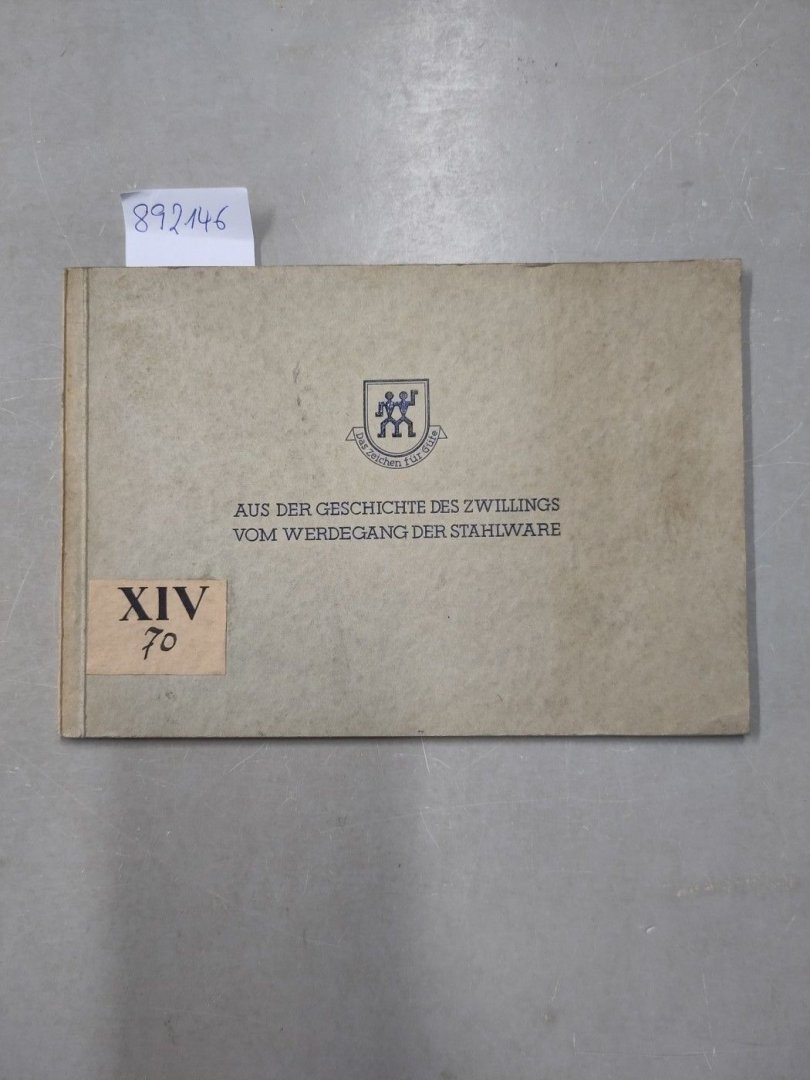 892146
Das Zeichen für Güte
AUS DER GESCHICHTE DES ZWILLINGS
VOM WERDEGANG DER STAHLWARE
XIV
70